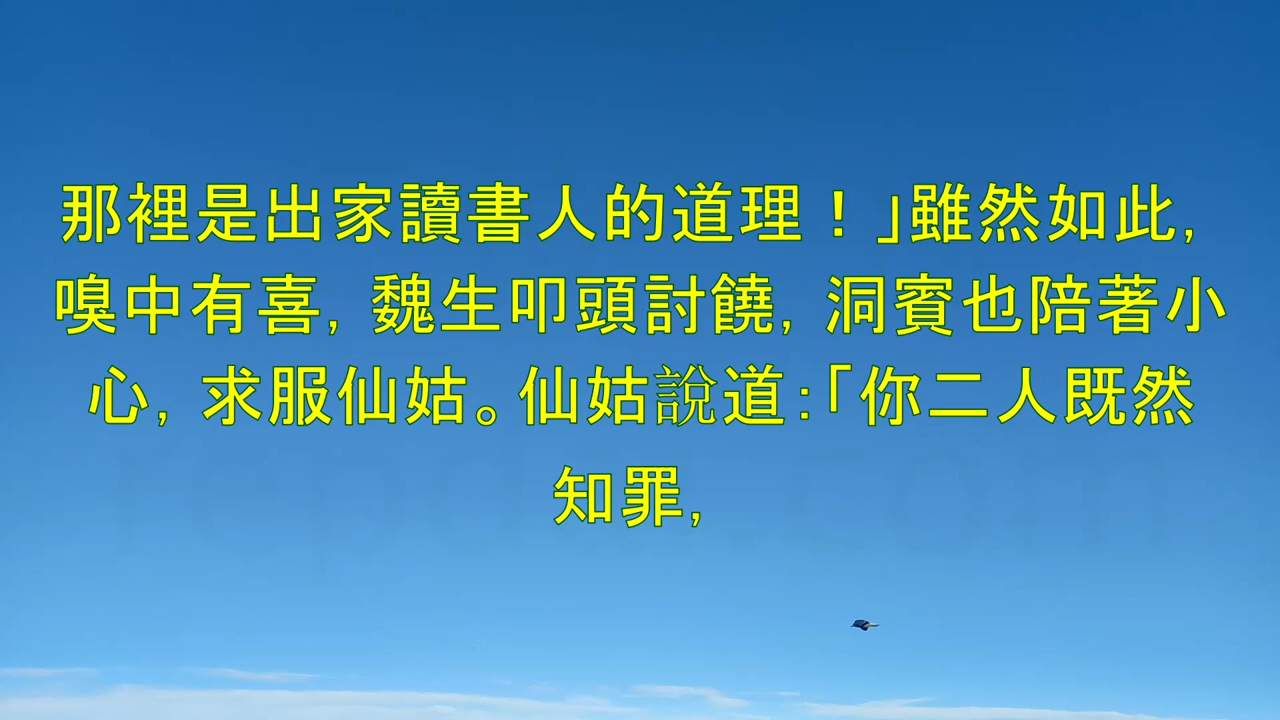 那裡是出家讀書人的道理！」雖然如此,
嗅中有喜, 魏生叩頭討饒, 洞賓也陪著小
心, 求服仙姑。仙姑說道:「你二人既然
知罪,